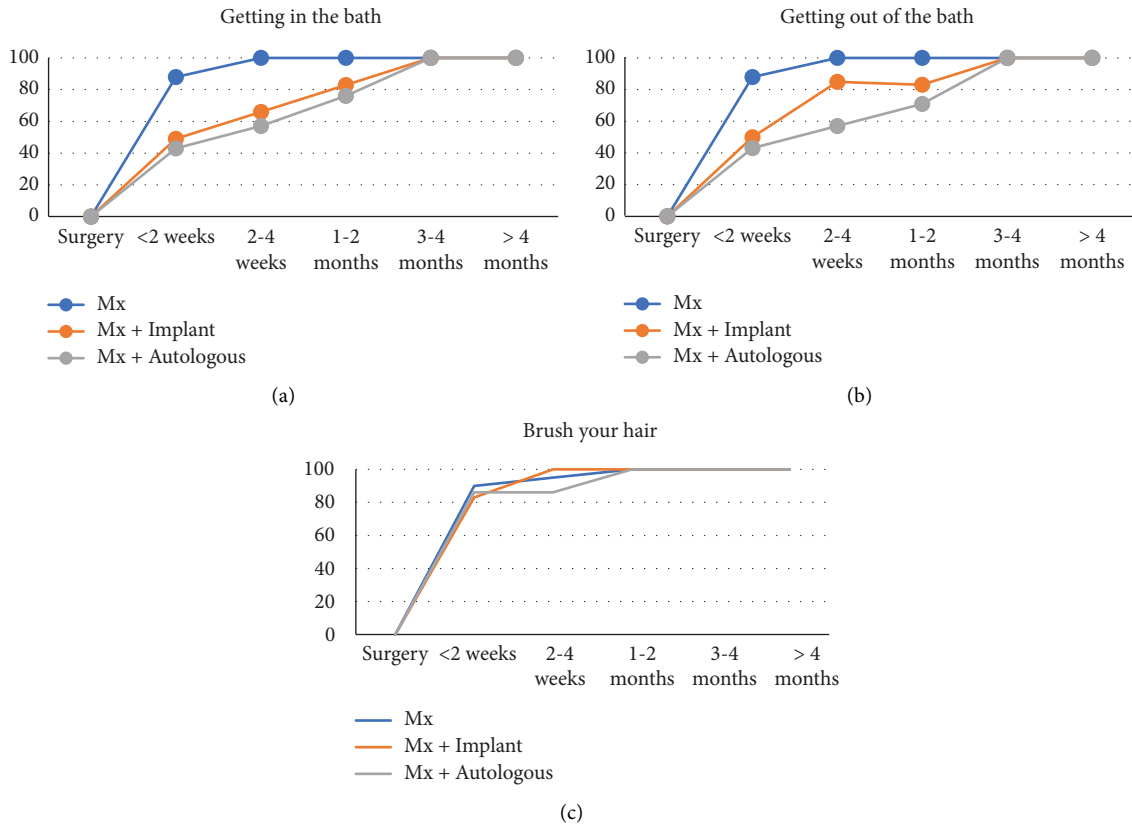 Getting in the bath
100
80
60
40
20
0
Surgery <2 weeks 2-4 weeks 1-2 months 3-4 months > 4 months
Mx
Mx + Implant
Mx + Autologous
(a)
Getting out of the bath
100
80
60
40
20
0
Surgery <2 weeks 2-4 weeks 1-2 months 3-4 months > 4 months
Mx
Mx + Implant
Mx + Autologous
(b)
Brush your hair
100
80
60
40
20
0
Surgery <2 weeks 2-4 weeks 1-2 months 3-4 months > 4 months
Mx
Mx + Implant
Mx + Autologous
(c)